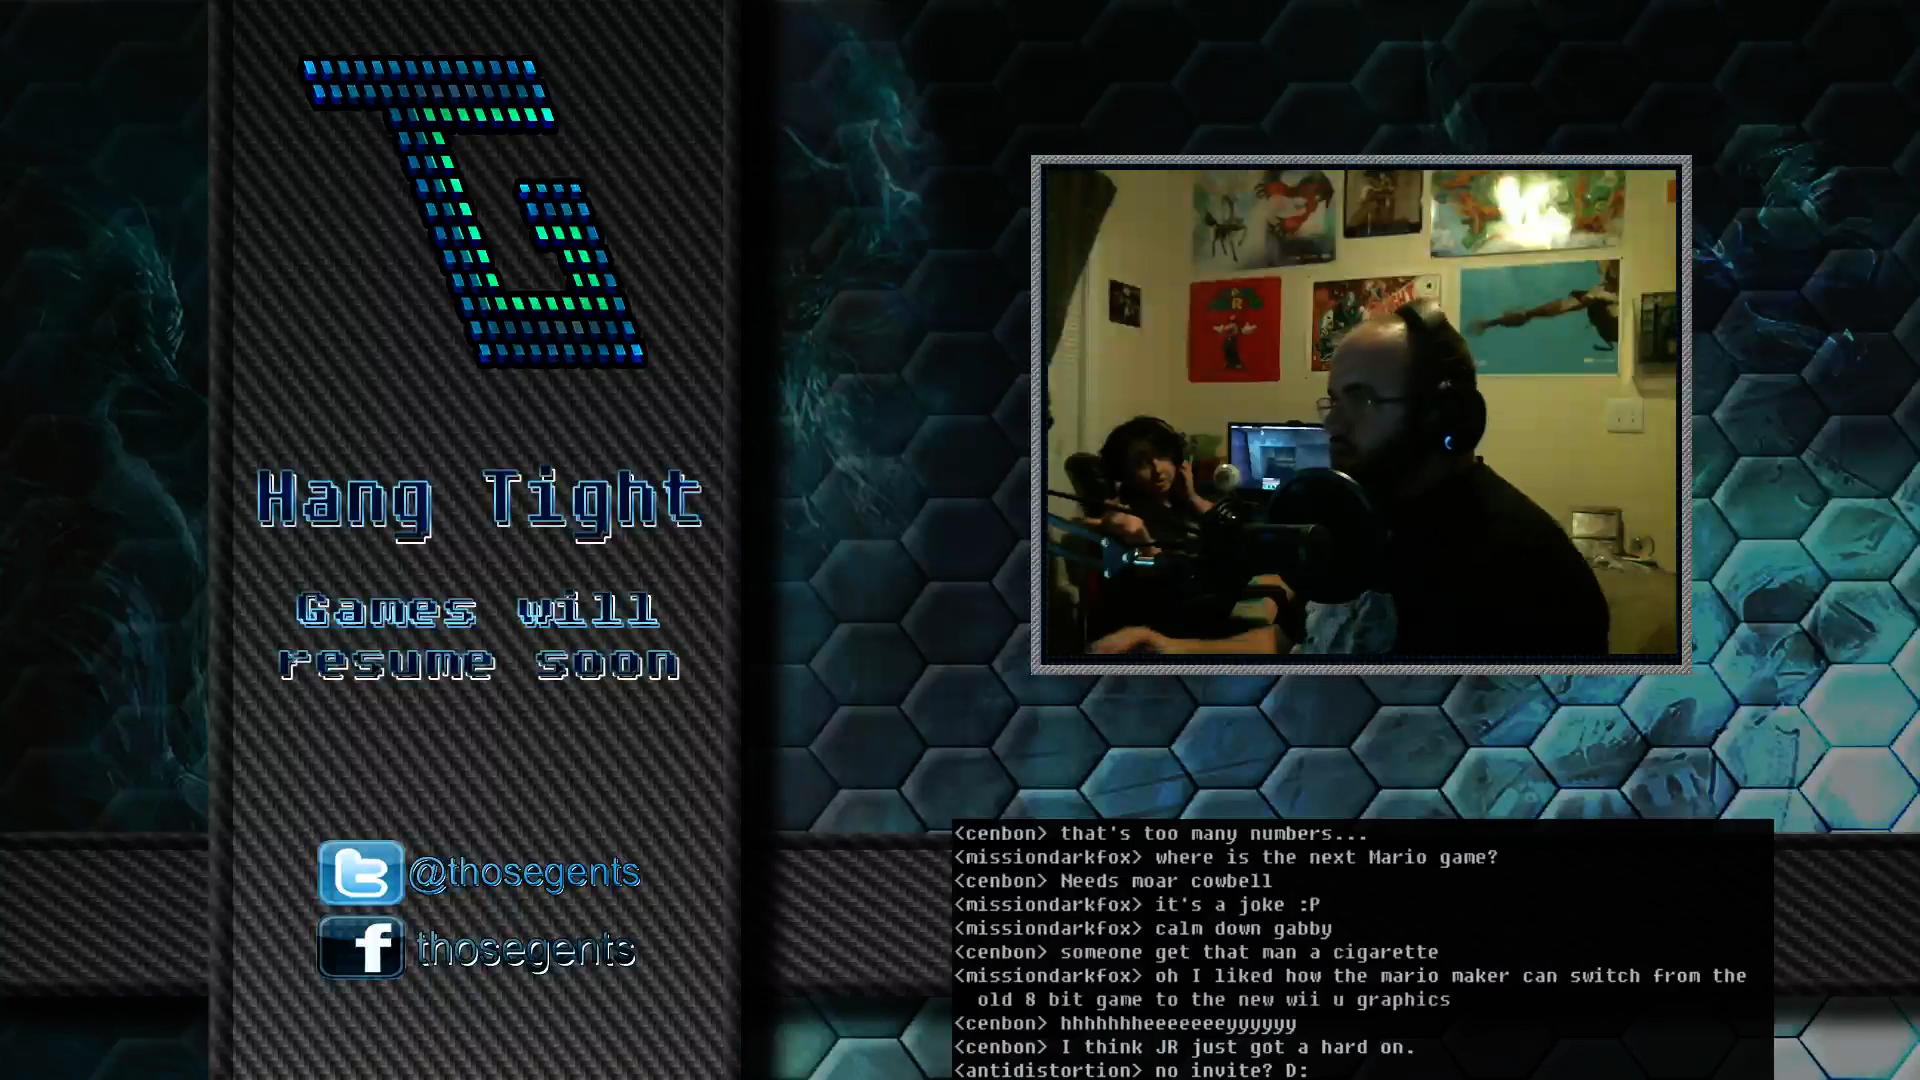 Hang Tight
Games will
resume soon
@thosegents
thosegents
<cenbon> that's too many numbers...
<missiondarkfox> where is the next Mario game?
<cenbon> Needs moar cowbell
<missiondarkfox> it's a joke :P
<missiondarkfox> calm down gabby
<cenbon> someone get that man a cigarette
<missiondarkfox> oh I liked how the mario maker can switch from the
old 8 bit game to the new wii u graphics
<cenbon> hhhhhhheeeeeeeyyyyyy
<cenbon> I think JR just got a hard on.
<antidistortion> no invite? D: